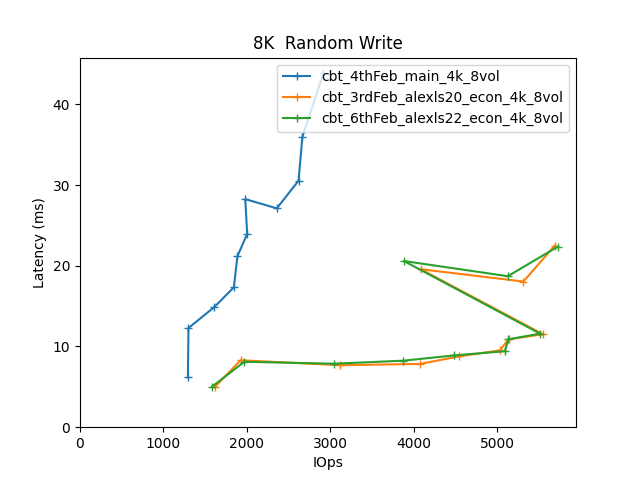 8K  Random Write
cbt_4thFeb_main_4k_8vol
cbt_3rdFeb_alexls20_econ_4k_8vol
cbt_6thFeb_alexls22_econ_4k_8vol
Latency (ms)
40
30
20
10
0
0 1000 2000 3000 4000 5000
IOps